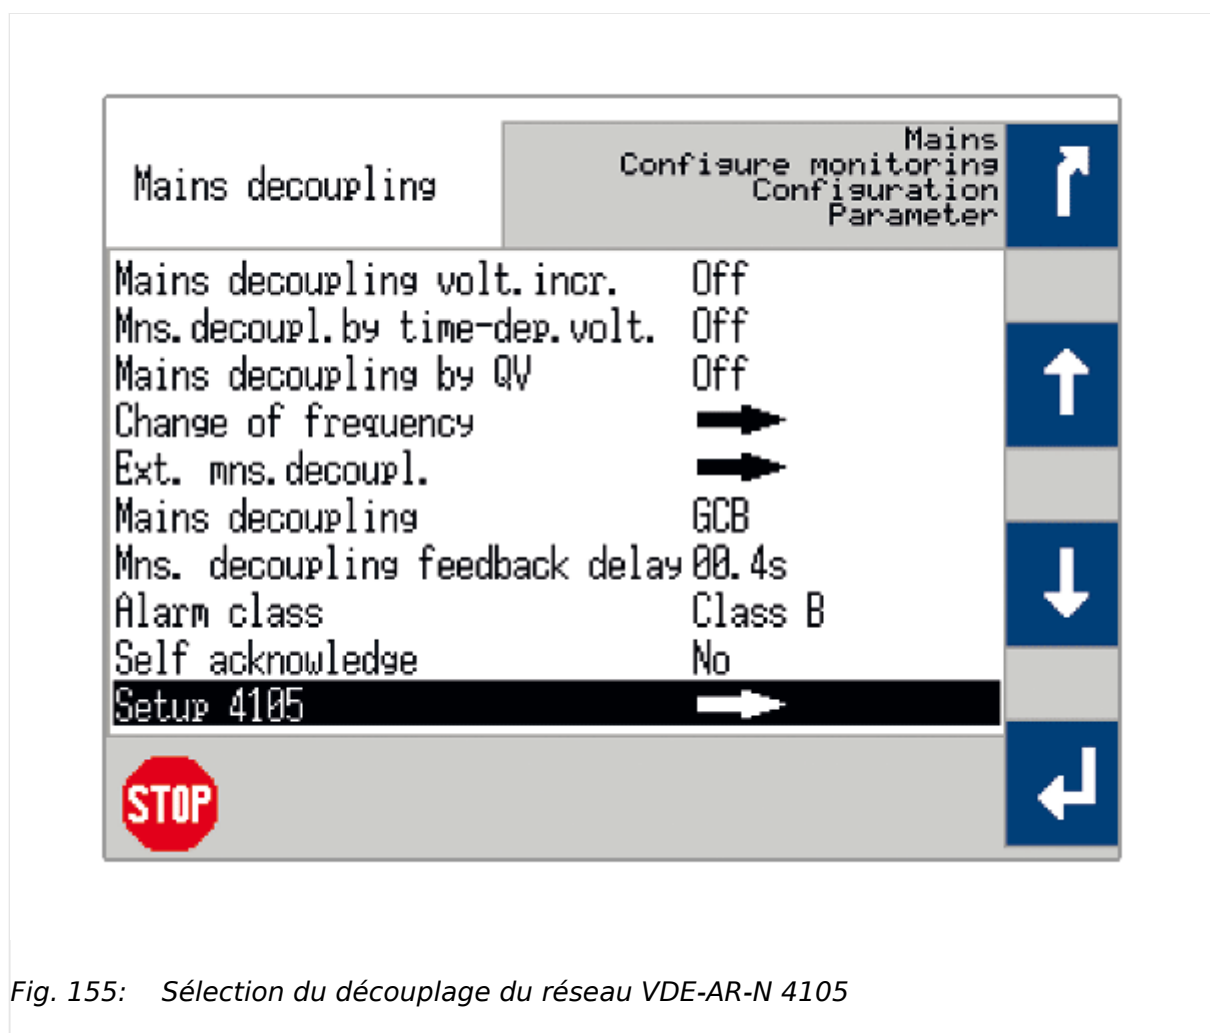 Mains decoupling
Mains
Configure monitoring
Configuration
Parameter
Mains decoupling volt.incr. Off
Mns.decoupl.by time-dep.volt. Off
Mains decoupling by QV Off
Change of frequency
Ext. mns.decoupl.
Mains decoupling GCB
Mns. decoupling feedback delay 00.4s
Alarm class Class B
Self acknowledge No
Setup 4105
STOP
Fig. 155: Sélection du découplage du réseau VDE-AR-N 4105